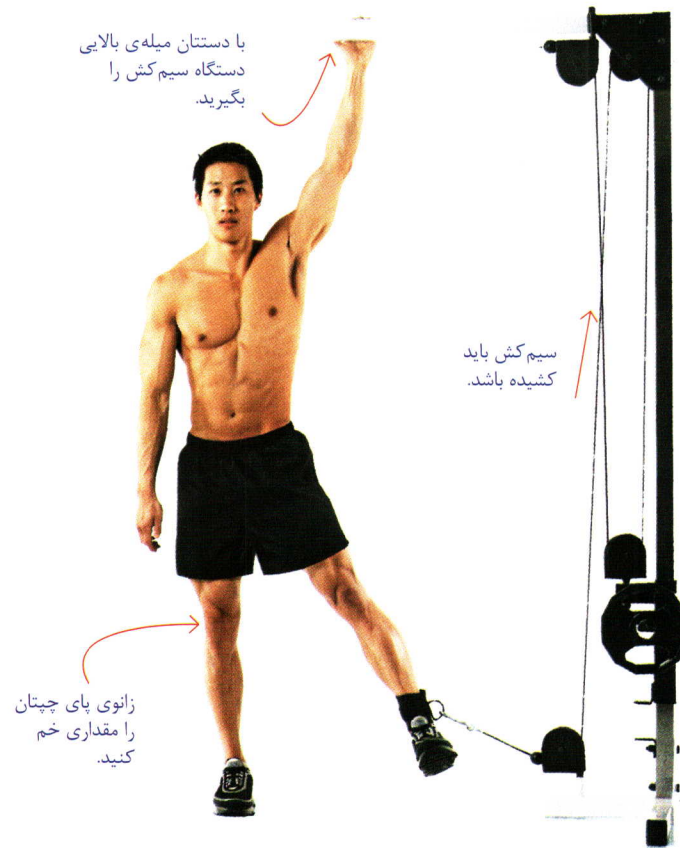 با دستتان میله‌ی بالایی
دستگاه سیم‌کش را
بگیرید.
سیم‌کش باید
کشیده باشد.
زانوی پای چپتان
را مقداری خم
کنید.